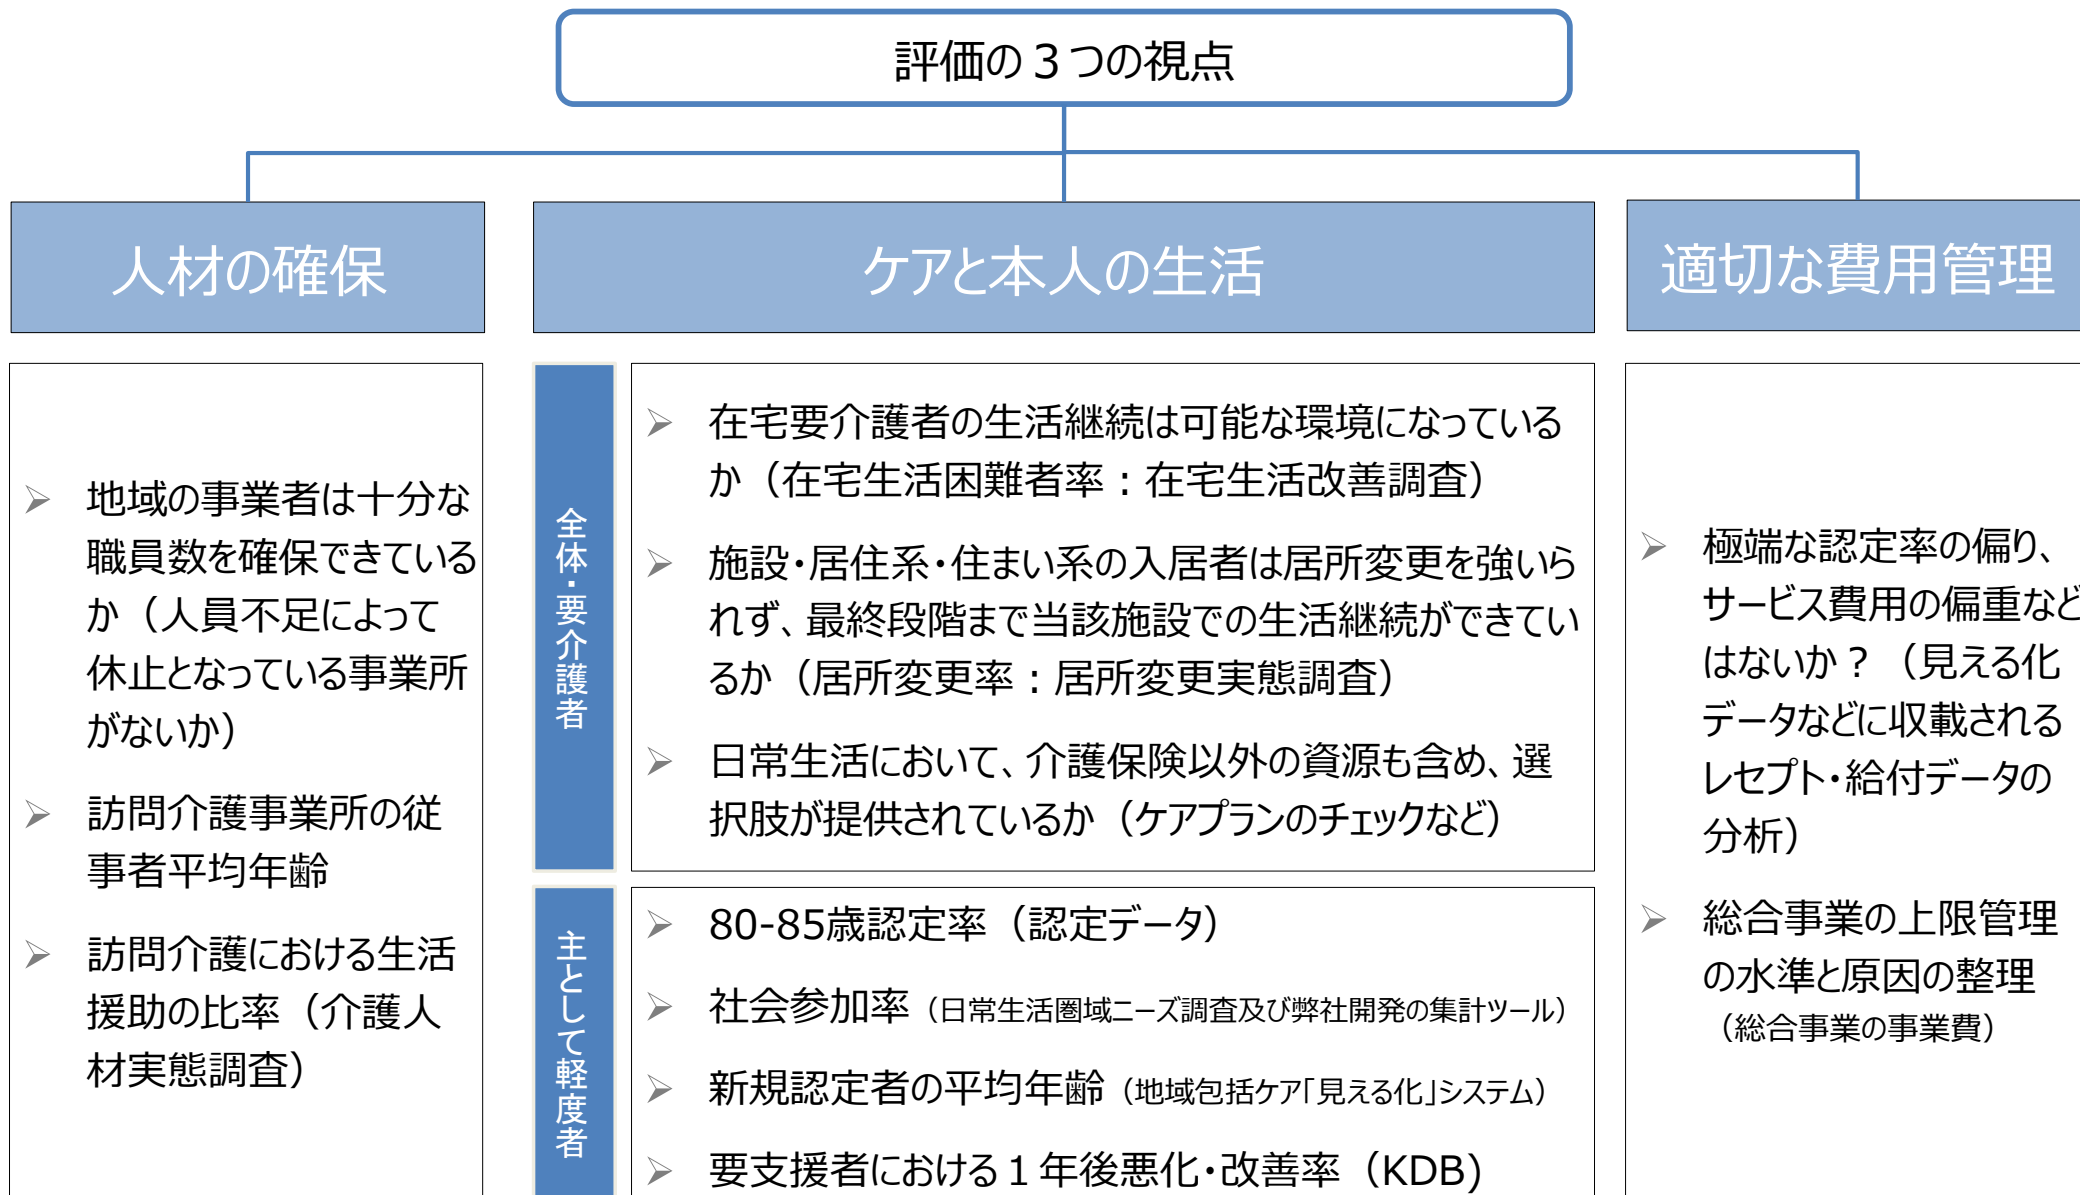 評価の３つの視点
人材の確保
地域の事業者は十分な
職員数を確保できている
か（人員不足によって
休止となっている事業所
がないか）
訪問介護事業所の従
事者平均年齢
訪問介護における生活
援助の比率（介護人
材実態調査）
ケアと本人の生活
全体・要介護者
在宅要介護者の生活継続は可能な環境になっている
か（在宅生活困難者率：在宅生活改善調査）
施設・居住系・住まい系の入居者は居所変更を強いら
れず、最終段階まで当該施設での生活継続ができてい
るか（居所変更率：居所変更実態調査）
日常生活において、介護保険以外の資源も含め、選
択肢が提供されているか（ケアプランのチェックなど）
主として軽度者
80-85歳認定率（認定データ）
社会参加率（日常生活圏域ニーズ調査及び弊社開発の集計ツール）
新規認定者の平均年齢（地域包括ケア「見える化」システム）
要支援者における１年後悪化・改善率（KDB)
適切な費用管理
極端な認定率の偏り、
サービス費用の偏重など
はないか？（見える化
データなどに収載される
レセプト・給付データの
分析）
総合事業の上限管理
の水準と原因の整理
（総合事業の事業費）